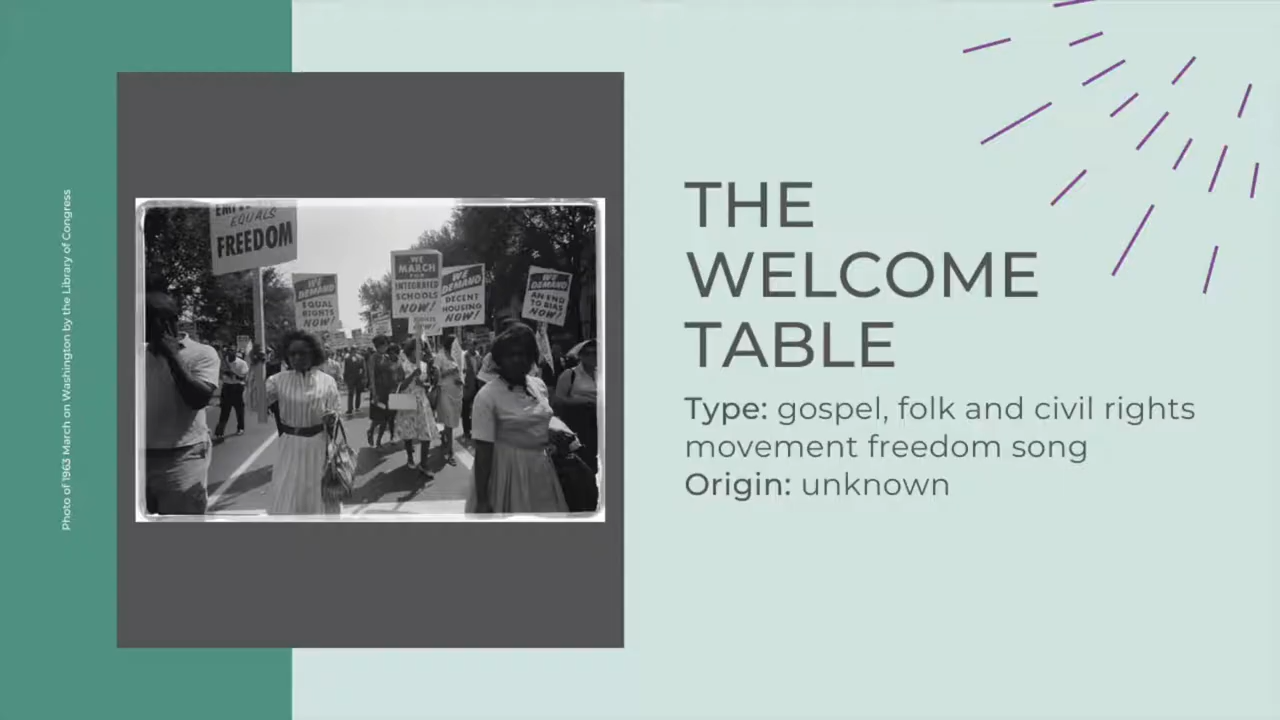 Photo of 1963 March on Washington by the Library of Congress
EQUALS
FREEDOM
WE DEMAND
EQUAL
RIGHTS
NOW!
WE
MARCH
FOR
INTEGRATED
SCHOOLS
NOW!
WE
DEMAND
DECENT
HOUSING
NOW!
WE
DEMAND
AN END
TO BIAS
NOW!
THE
WELCOME
TABLE
Type: gospel, folk and civil rights
movement freedom song
Origin: unknown